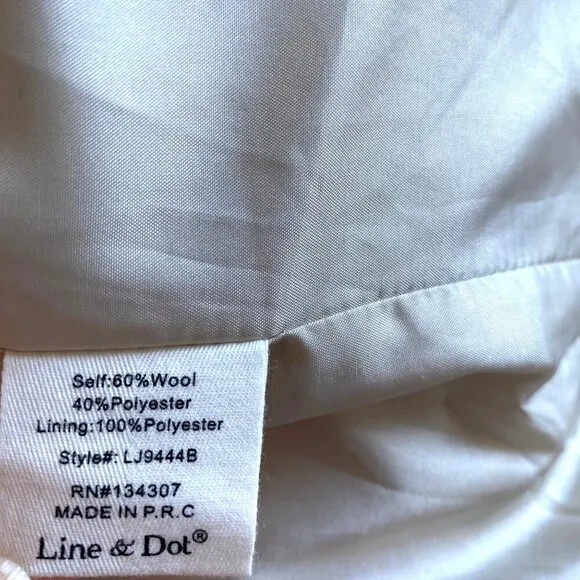 Self:60%Wool
40%Polyester
Lining:100%Polyester
Style#: LJ9444B
RN#134307
MADE IN P.R.C
Line & Dot®